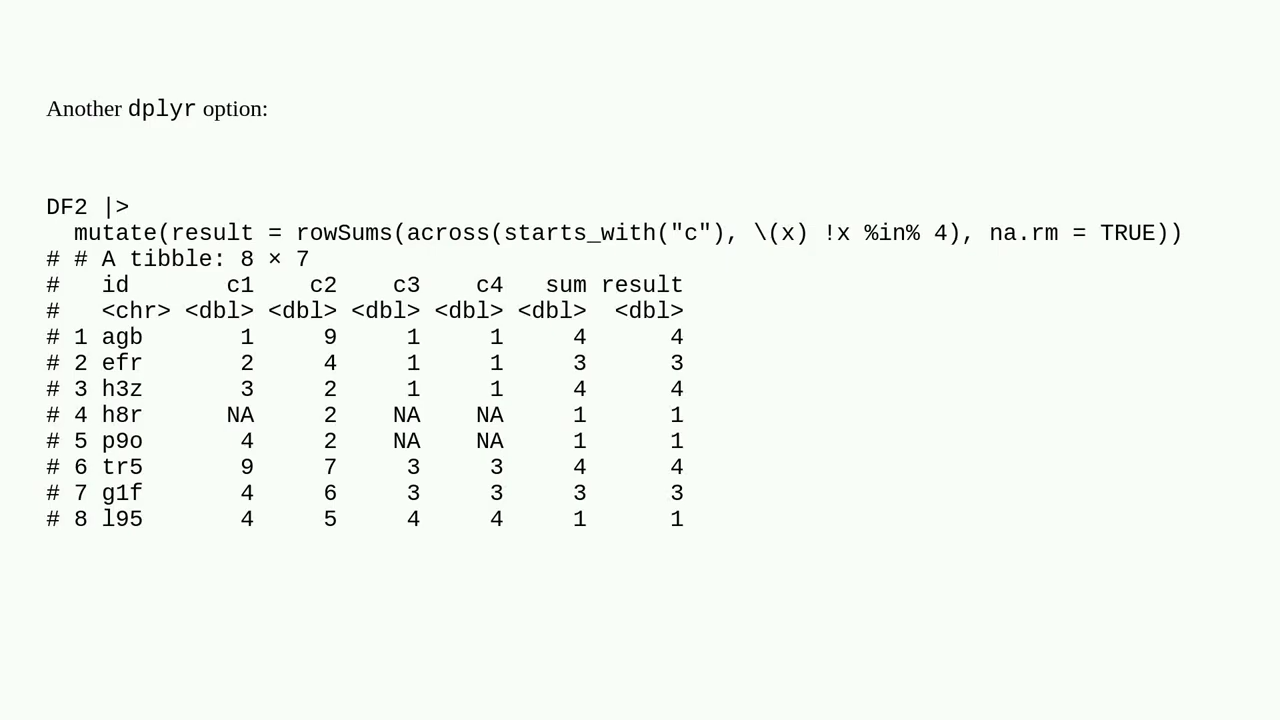 Another dplyr option:
DF2 |>
  mutate(result = rowSums(across(starts_with("c"), \(x) !x %in% 4), na.rm = TRUE))
# # A tibble: 8 × 7
#   id       c1    c2    c3    c4   sum result
#   <chr> <dbl> <dbl> <dbl> <dbl> <dbl>  <dbl>
# 1 agb       1     9     1     1     4      4
# 2 efr       2     4     1     1     3      3
# 3 h3z       3     2     1     1     4      4
# 4 h8r      NA     2    NA    NA     1      1
# 5 p9o       4     2    NA    NA     1      1
# 6 tr5       9     7     3     3     4      4
# 7 g1f       4     6     3     3     3      3
# 8 l95       4     5     4     4     1      1